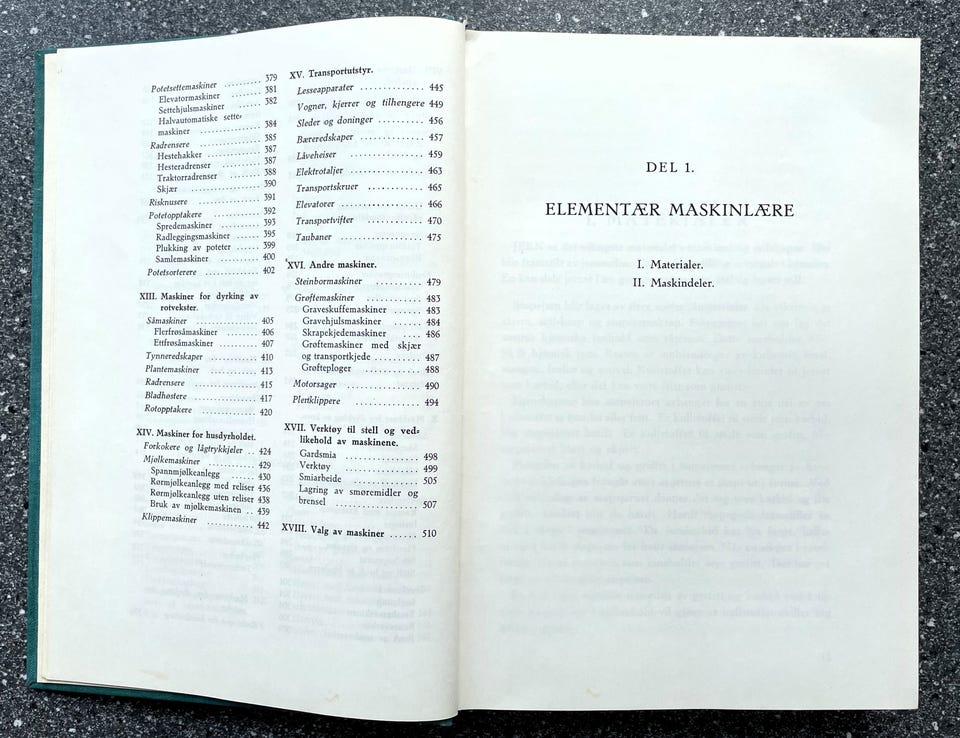 Potetsettemaskiner .......... 379
Elevatormaskiner ........ 381
Settehjulsmaskiner ...... 382
Halvautomatiske sette-
maskiner ............... 384
Radrensere ................ 385
Hestehakker ............. 387
Hesteradrenser .......... 387
Traktorradrenser ........ 388
Skjær ................... 390
Risknusere ................ 391
Potetopptakere ............ 392
Spredemaskiner .......... 393
Radleggingsmaskiner ..... 395
Plukking av poteter ..... 399
Samlemaskiner ........... 400
Potetsorterere ............ 402
XIII. Maskiner for dyrking av
rotvekster.
Såmaskiner ................ 405
Flerfrøsåmaskiner ....... 406
Ettfrøsåmaskiner ........ 407
Tynneredskaper ............ 410
Plantemaskiner ............ 413
Radrensere ................ 415
Bladhøstere ............... 417
Rotopptakere .............. 420
XIV. Maskiner for husdyrholdet.
Forkokere og lågtrykkjeler .. 424
Mjølkemaskiner ............ 429
Spannmjølkeanlegg ....... 430
Rørmjølkeanlegg med reliser 436
Rørmjølkeanlegg uten reliser 438
Bruk av mjølkemaskinen .. 439
Klippemaskiner ............ 442
XV. Transportutstyr.
Lesseapparater ............. 445
Vogner, kjerrer og tilhengere 449
Sleder og doninger .......... 456
Bæreredskaper .............. 457
Låveheiser ................. 459
Elektrotaljer ............... 463
Transportskruer ............ 465
Elevatorer .................. 466
Transportvifter .............. 470
Taubaner .................. 475
XVI. Andre maskiner.
Steinbormaskiner ............ 479
Grøftemaskiner ............. 483
Graveskuffemaskiner ...... 483
Gravehjulsmaskiner ....... 484
Skrapekjedemaskiner .... 486
Grøftemaskiner med skjær
og transportkjede ........ 487
Grøfteploger ............. 488
Motorsager ................ 490
Plenklippere ............... 494
XVII. Verktøy til stell og ved-
likehold av maskinene.
Gardsmia ................. 498
Verktøy .................. 499
Smiarbeide ............... 505
Lagring av smøremidler og
brensel .................. 507
XVIII. Valg av maskiner ...... 510
DEL 1.
ELEMENTÆR MASKINLÆRE
I. Materialer.
II. Maskindeler.